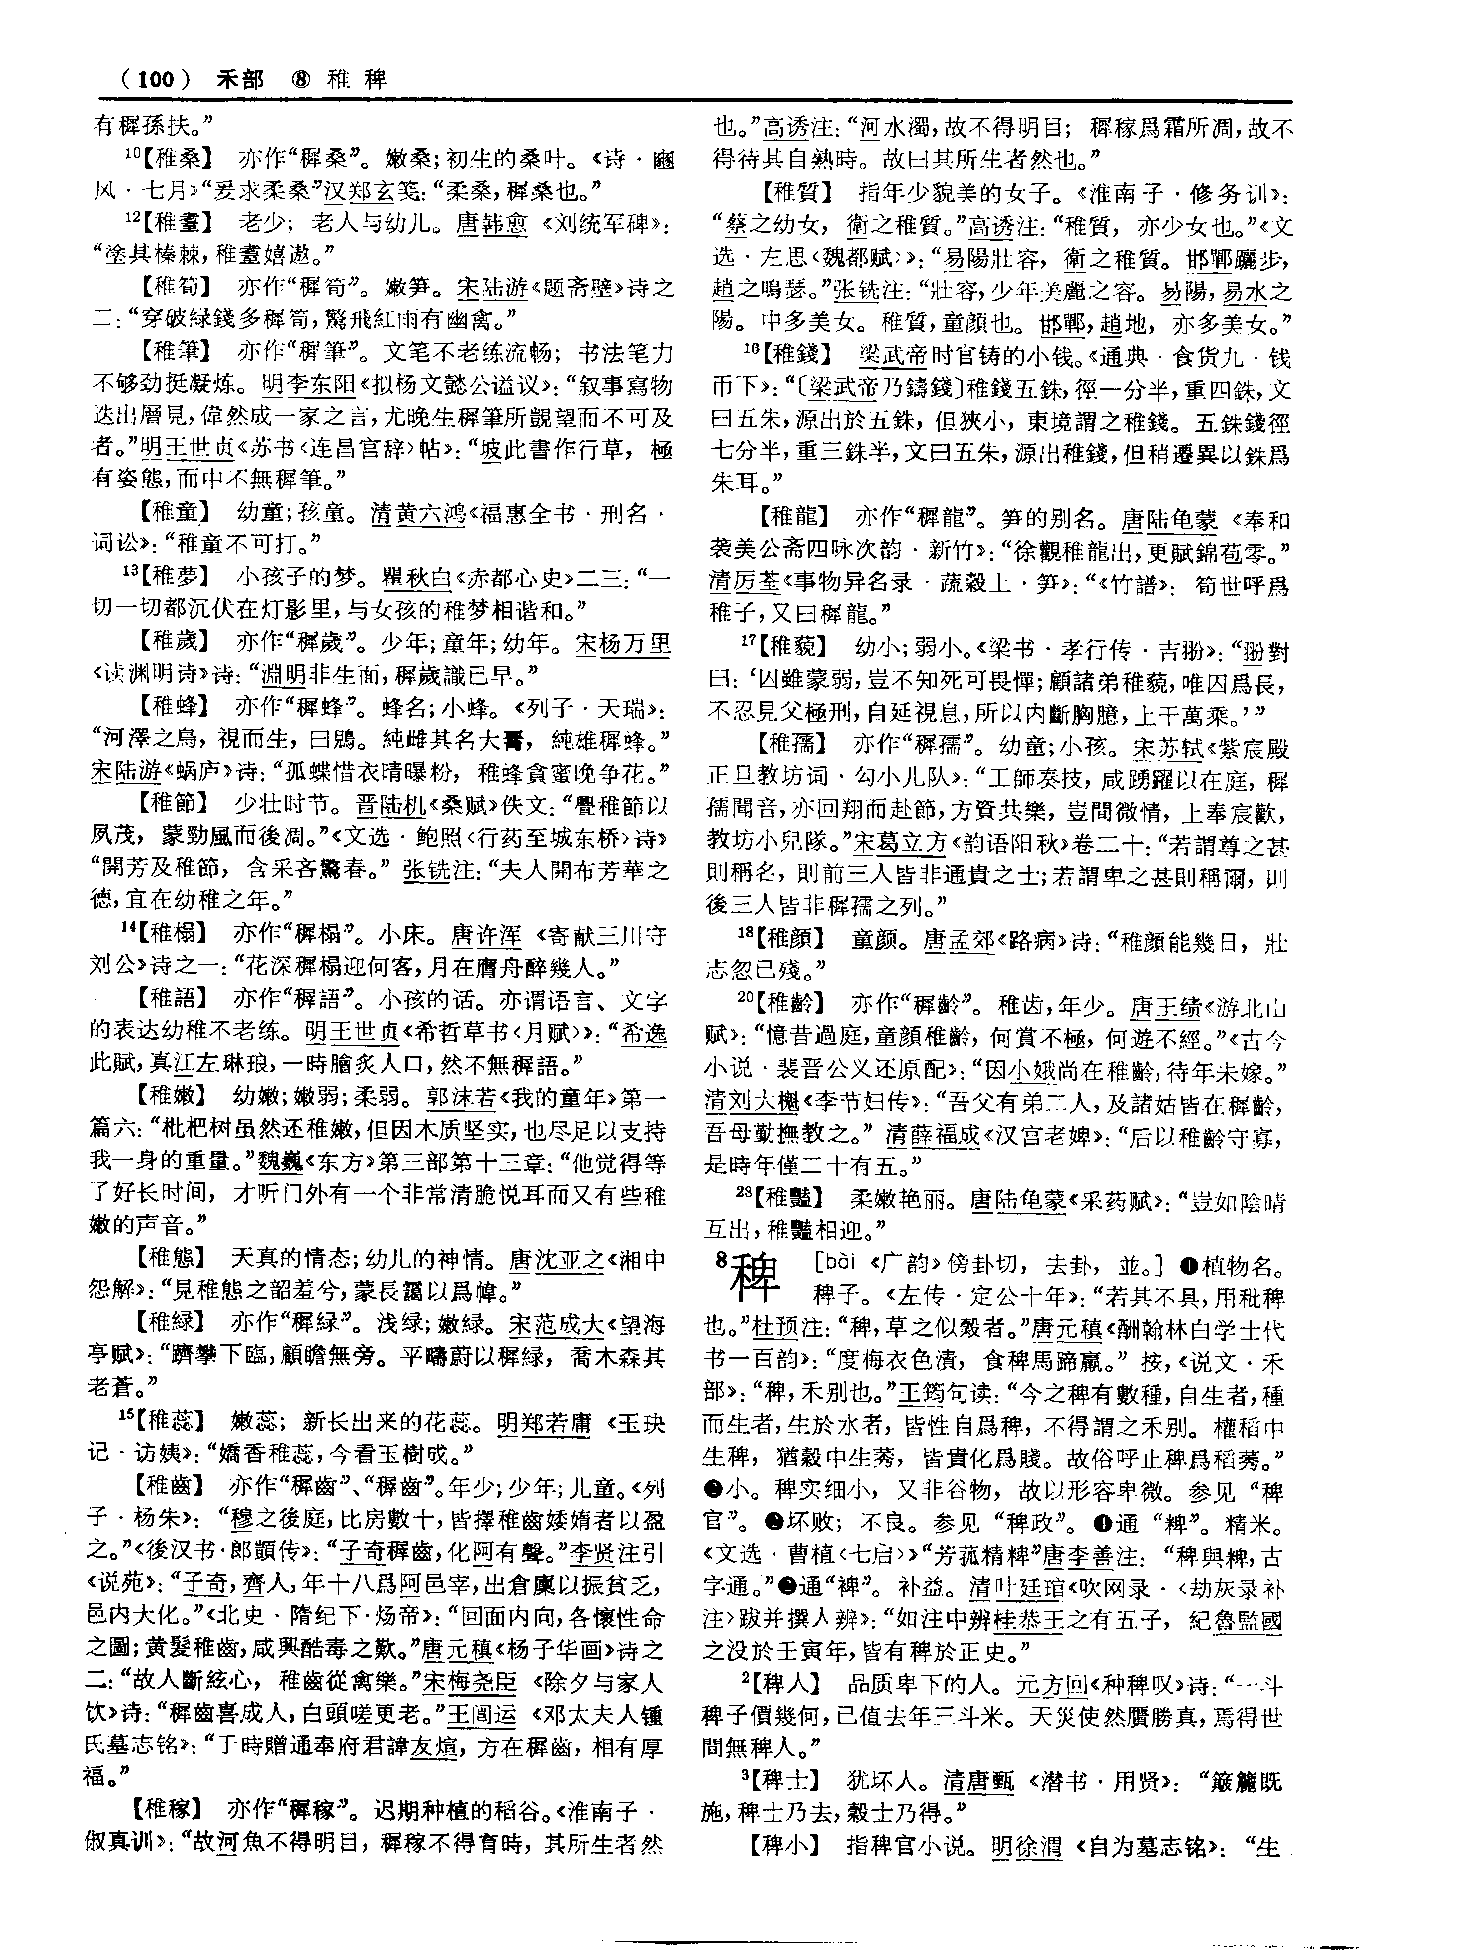 （100） 禾部 ⑧ 稚 稗
有稺孫扶。”
10【稚桑】 亦作“稺桑”。嫩桑；初生的桑叶。《诗·豳
风·七月》“爰求柔桑”汉郑玄笺：“柔桑，稺桑也。”
12【稚耋】 老少；老人与幼儿。唐韩愈《刘统军碑》：
“塗其榛棘，稚耋嬉遨。”
【稚筍】 亦作“稺筍”。嫩笋。宋陆游《题斋壁》诗之
二：“穿破緑錢多稺筍，驚飛紅雨有幽禽。”
【稚筆】 亦作“稺筆”。文笔不老练流畅；书法笔力
不够劲挺凝炼。明李东阳《拟杨文懿公谥议》：“叙事寫物
迭出層見，偉然成一家之言，尤晚生稺筆所覬望而不可及
者。”明王世贞《苏书〈连昌宫辞〉帖》：“坡此書作行草，極
有姿態，而中不無稺筆。”
【稚童】 幼童；孩童。清黄六鸿《福惠全书·刑名·
词讼》：“稚童不可打。”
13【稚夢】 小孩子的梦。瞿秋白《赤都心史》二三：“一
切一切都沉伏在灯影里，与女孩的稚梦相谐和。”
【稚歲】 亦作“稺歲”。少年；童年；幼年。宋杨万里
《读渊明诗》诗：“淵明非生面，稺歲識已早。”
【稚蜂】 亦作“稺蜂”。蜂名；小蜂。《列子·天瑞》：
“河澤之鳥，視而生，曰鶂。純雌其名大䏿，純雄稺蜂。”
宋陆游《蜗庐》诗：“孤蝶惜衣晴曝粉，稚蜂貪蜜晚争花。”
【稚節】 少壮时节。晋陆机《桑赋》佚文：“亹稚節以
夙茂，蒙勁風而後凋。”《文选·鲍照〈行药至城东桥〉诗》
“開芳及稚節，含采吝驚春。”张铣注：“夫人開布芳華之
德，宜在幼稚之年。”
14【稚榻】 亦作“稺榻”。小床。唐许浑《寄献三川守
刘公》诗之一：“花深稺榻迎何客，月在膺舟醉幾人。”
【稚語】 亦作“稺語”。小孩的话。亦谓语言、文字
的表达幼稚不老练。明王世贞《希哲草书〈月赋〉》：“希逸
此賦，真江左琳琅，一時膾炙人口，然不無稺語。”
【稚嫩】 幼嫩；嫩弱；柔弱。郭沫若《我的童年》第一
篇六：“枇杷树虽然还稚嫩，但因木质坚实，也尽足以支持
我一身的重量。”魏巍《东方》第三部第十三章：“他觉得等
了好长时间，才听门外有一个非常清脆悦耳而又有些稚
嫩的声音。”
【稚態】 天真的情态；幼儿的神情。唐沈亚之《湘中
怨解》：“見稚態之韶羞兮，蒙長靄以爲幃。”
【稚緑】 亦作“稺緑”。浅绿；嫩緑。宋范成大《望海
亭赋》：“躋攀下臨，顧瞻無旁。平疇蔚以稺緑，喬木森其
老蒼。”
15【稚蕊】 嫩蕊；新长出来的花蕊。明郑若庸《玉玦
记·访姨》：“嬌香稚蕊，今看玉樹成。”
【稚齒】 亦作“稺齒”、“稺齒”。年少；少年；儿童。《列
子·杨朱》：“穆之後庭，比房數十，皆擇稚齒婑媠者以盈
之。”《後汉书·郎顗传》：“子奇稺齒，化阿有聲。”李贤注引
《说苑》：“子奇，齊人，年十八爲阿邑宰，出倉廩以振貧乏，
邑内大化。”《北史·隋纪下·炀帝》：“回面内向，各懷性命
之圖；黄髮稚齒，咸興酷毒之歎。”唐元稹《杨子华画》诗之
二：“故人斷絃心，稚齒從禽樂。”宋梅尧臣《除夕与家人
饮》诗：“稺齒喜成人，白頭嗟更老。”王闿运《邓太夫人锺
氏墓志铭》：“于時贈通奉府君諱友煊，方在稺齒，相有厚
福。”
【稚稼】 亦作“稺稼”。迟期种植的稻谷。《淮南子·
俶真训》：“故河魚不得明目，稺稼不得育時，其所生者然
也。”高诱注：“河水濁，故不得明目；稺稼爲霜所凋，故不
得待其自熟時。故曰其所生者然也。”
【稚質】 指年少貌美的女子。《淮南子·修务训》：
“蔡之幼女，衛之稚質。”高诱注：“稚質，亦少女也。”《文
选·左思〈魏都赋〉》：“易陽壯容，衛之稚質。邯鄲躧步，
趙之鳴瑟。”张铣注：“壯容，少年美麗之容。易陽，易水之
陽。中多美女。稚質，童顔也。邯鄲，趙地，亦多美女。”
16【稚錢】 梁武帝时官铸的小钱。《通典·食货九·钱
币下》：“〔梁武帝乃鑄錢〕稚錢五銖，徑一分半，重四銖，文
曰五朱，源出於五銖，但狹小，東境謂之稚錢。五銖錢徑
七分半，重三銖半，文曰五朱，源出稚錢，但稍遷異以銖爲
朱耳。”
【稚龍】 亦作“稺龍”。笋的别名。唐陆龟蒙《奉和
袭美公斋四咏次韵·新竹》：“徐觀稚龍出，更賦錦苞零。”
清厉荃《事物异名录·蔬穀上·笋》：“《竹譜》：筍世呼爲
稚子，又曰稺龍。”
17【稚藐】 幼小；弱小。《梁书·孝行传·吉翂》：“翂對
曰：‘囚雖蒙弱，豈不知死可畏憚；顧諸弟稚藐，唯囚爲長，
不忍見父極刑，自延視息，所以内斷胸臆，上干萬乘。’”
【稚孺】 亦作“稺孺”。幼童；小孩。宋苏轼《紫宸殿
正旦教坊词·勾小儿队》：“工師奏技，咸踴躍以在庭，稺
孺聞音，亦回翔而赴節，方資共樂，豈間微情，上奉宸歡，
教坊小兒隊。”宋葛立方《韵语阳秋》卷二十：“若謂尊之甚
則稱名，則前三人皆非通貴之士；若謂卑之甚則稱爾，則
後三人皆非稺孺之列。”
18【稚顔】 童颜。唐孟郊《路病》诗：“稚顔能幾日，壯
志忽已殘。”
20【稚齡】 亦作“稺齡”。稚齿，年少。唐王绩《游北山
赋》：“憶昔過庭，童顔稚齡，何賞不極，何遊不經。”《古今
小说·裴晋公义还原配》：“因小娥尚在稚齡，待年未嫁。”
清刘大櫆《李节妇传》：“吾父有弟二人，及諸姑皆在稺齡，
吾母勤撫教之。”清薛福成《汉宫老婢》：“后以稚齡守寡，
是時年僅二十有五。”
28【稚豔】 柔嫩艳丽。唐陆龟蒙《采药赋》：“豈如陰晴
互出，稚豔相迎。”
8稗 [bài《广韵》傍卦切，去卦，並。]❶植物名。
稗子。《左传·定公十年》：“若其不具，用秕稗
也。”杜预注：“稗，草之似穀者。”唐元稹《酬翰林白学士代
书一百韵》：“度梅衣色漬，食稗馬蹄羸。”按，《说文·禾
部》：“稗，禾别也。”王筠句读：“今之稗有數種，自生者，種
而生者，生於水者，皆性自爲稗，不得謂之禾别。櫂稻中
生稗，猶穀中生莠，皆貴化爲賤。故俗呼止稗爲稻莠。”
❷小。稗实细小，又非谷物，故以形容卑微。参见“稗
官”。❸坏败；不良。参见“稗政”。❹通“粺”。精米。
《文选·曹植〈七启〉》“芳菰精粺”唐李善注：“稗與粺，古
字通。”❺通“裨”。补益。清叶廷琯《吹网录·〈劫灰录补
注〉跋并撰人辨》：“如注中辨桂恭王之有五子，紀魯監國
之没於壬寅年，皆有稗於正史。”
2【稗人】 品质卑下的人。元方回《种稗叹》诗：“一斗
稗子價幾何，已值去年三斗米。天災使然贋勝真，焉得世
間無稗人。”
3【稗士】 犹坏人。清唐甄《潜书·用贤》：“簸簏既
施，稗士乃去，穀士乃得。”
【稗小】 指稗官小说。明徐渭《自为墓志铭》：“生